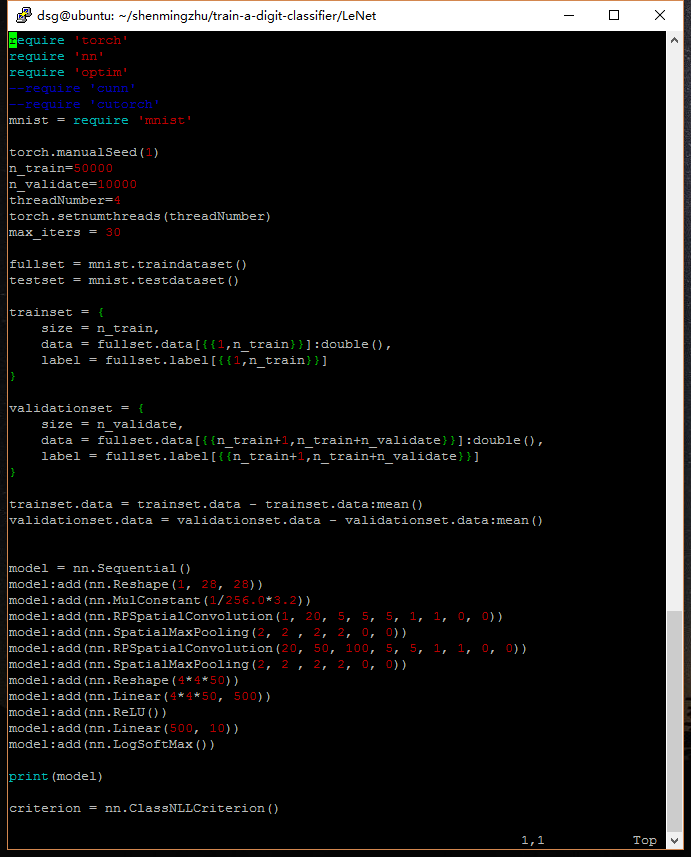 dsg@ubuntu: ~/shenmingzhu/train-a-digit-classifier/LeNet
require 'torch'
require 'nn'
require 'optim'
--require 'cunn'
--require 'cutorch'
mnist = require 'mnist'
torch.manualSeed(1)
n_train=50000
n_validate=10000
threadNumber=4
torch.setnumthreads(threadNumber)
max_iters = 30
fullset = mnist.traindataset()
testset = mnist.testdataset()
trainset = {
    size = n_train,
    data = fullset.data[{{1,n_train}}]:double(),
    label = fullset.label[{{1,n_train}}]
}
validationset = {
    size = n_validate,
    data = fullset.data[{{n_train+1,n_train+n_validate}}]:double(),
    label = fullset.label[{{n_train+1,n_train+n_validate}}]
}
trainset.data = trainset.data - trainset.data:mean()
validationset.data = validationset.data - validationset.data:mean()
model = nn.Sequential()
model:add(nn.Reshape(1, 28, 28))
model:add(nn.MulConstant(1/256.0*3.2))
model:add(nn.RPSpatialConvolution(1, 20, 5, 5, 5, 1, 1, 0, 0))
model:add(nn.SpatialMaxPooling(2, 2 , 2, 2, 0, 0))
model:add(nn.RPSpatialConvolution(20, 50, 100, 5, 5, 1, 1, 0, 0))
model:add(nn.SpatialMaxPooling(2, 2 , 2, 2, 0, 0))
model:add(nn.Reshape(4*4*50))
model:add(nn.Linear(4*4*50, 500))
model:add(nn.ReLU())
model:add(nn.Linear(500, 10))
model:add(nn.LogSoftMax())
print(model)
criterion = nn.ClassNLLCriterion()
1,1 Top